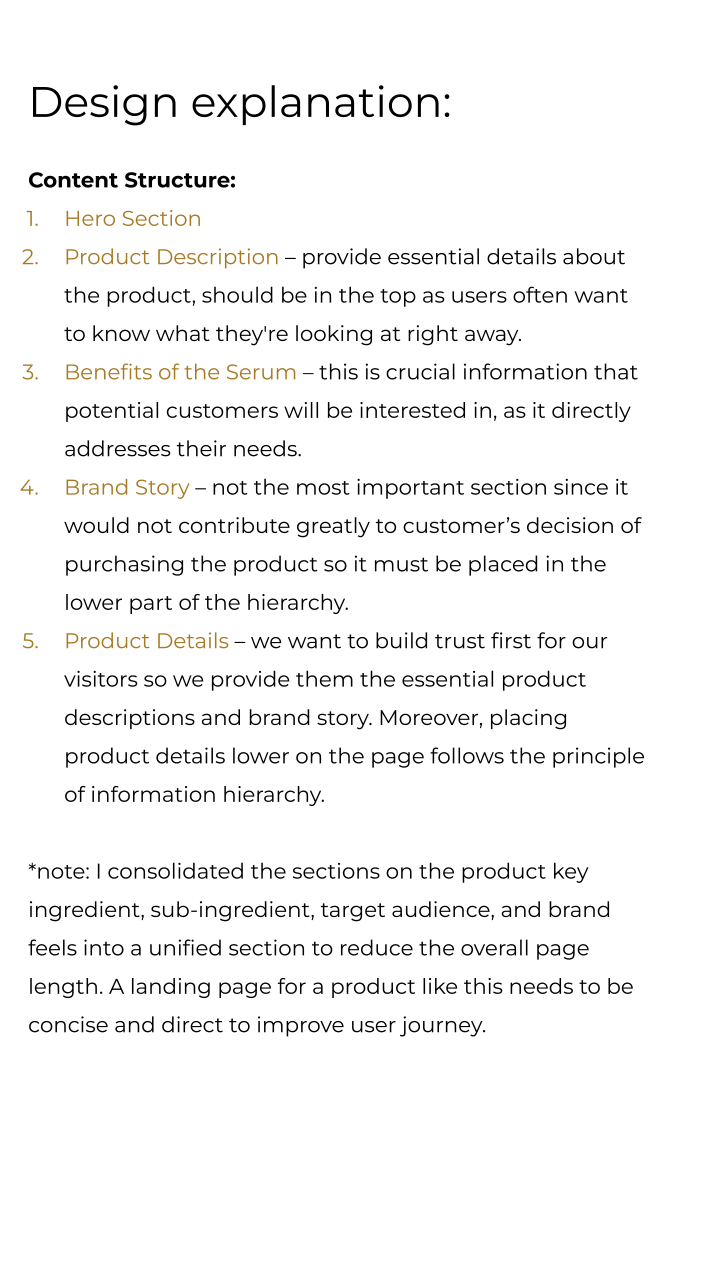 Design explanation:
Content Structure:
1. Hero Section
2. Product Description – provide essential details about
the product, should be in the top as users often want
to know what they're looking at right away.
3. Benefits of the Serum – this is crucial information that
potential customers will be interested in, as it directly
addresses their needs.
4. Brand Story – not the most important section since it
would not contribute greatly to customer’s decision of
purchasing the product so it must be placed in the
lower part of the hierarchy.
5. Product Details – we want to build trust first for our
visitors so we provide them the essential product
descriptions and brand story. Moreover, placing
product details lower on the page follows the principle
of information hierarchy.
*note: I consolidated the sections on the product key
ingredient, sub-ingredient, target audience, and brand
feels into a unified section to reduce the overall page
length. A landing page for a product like this needs to be
concise and direct to improve user journey.